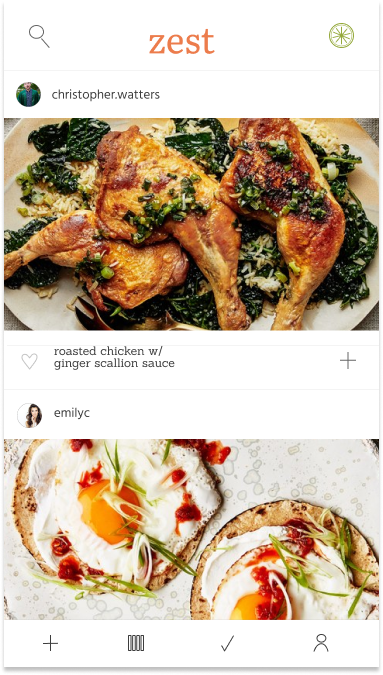 zest
christopher.watters
roasted chicken w/
ginger scallion sauce
emilyc